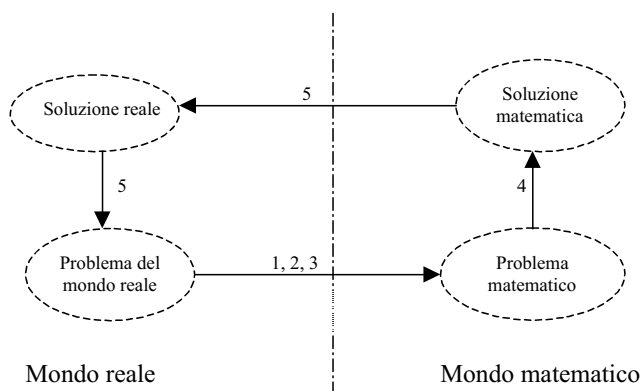 5
Soluzione reale
Soluzione
matematica
5
4
Problema del
mondo reale
1, 2, 3
Problema
matematico
Mondo reale
Mondo matematico